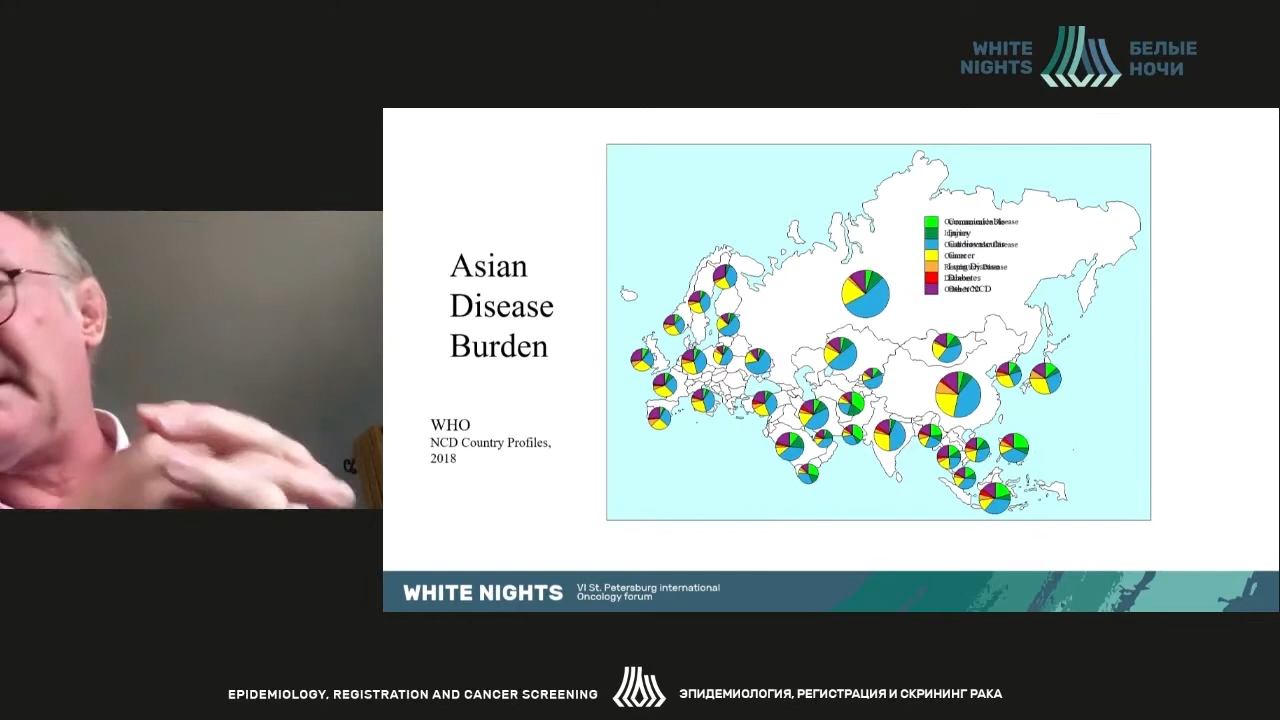 WHITE
NIGHTS
БЕЛЫЕ
НОЧИ
Asian
Disease
Burden
WHO
NCD Country Profiles,
2018
Injury
Cancer
Diabetes
WHITE NIGHTS
VI St. Petersburg international
Oncology forum
EPIDEMIOLOGY, REGISTRATION AND CANCER SCREENING
ЭПИДЕМИОЛОГИЯ, РЕГИСТРАЦИЯ И СКРИНИНГ РАКА